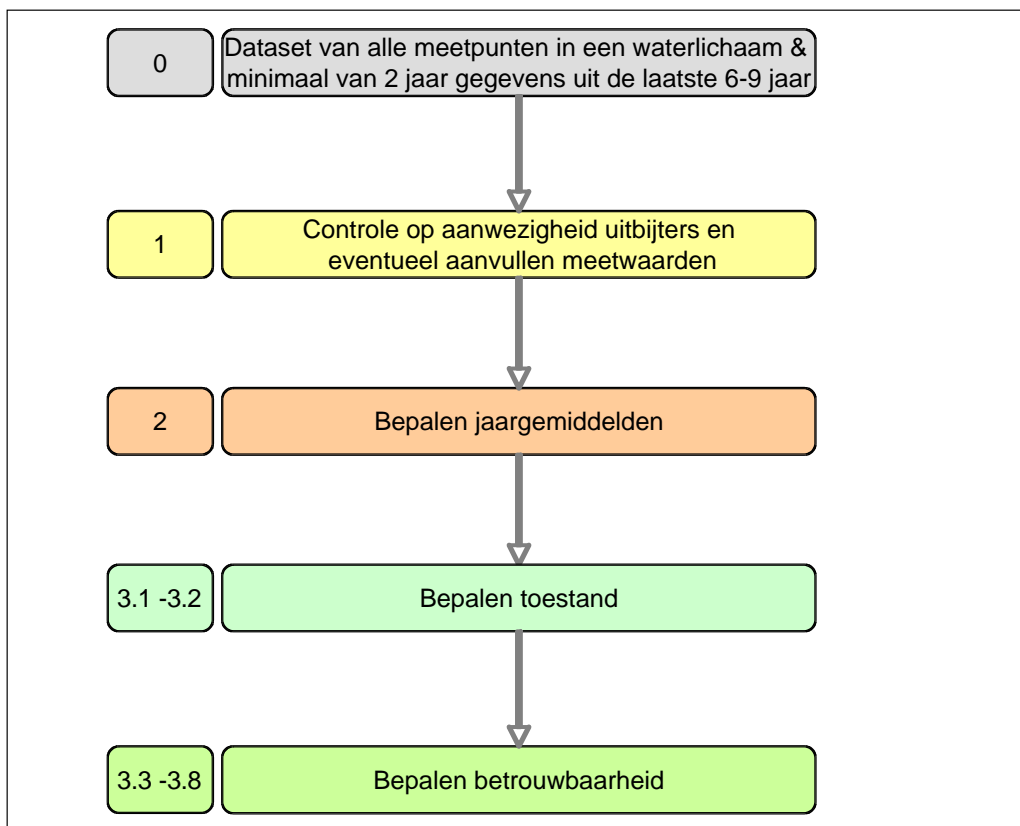 0
Dataset van alle meetpunten in een waterlichaam &
minimaal van 2 jaar gegevens uit de laatste 6-9 jaar
1
Controle op aanwezigheid uitbijters en
eventueel aanvullen meetwaarden
2
Bepalen jaargemiddelden
3.1 -3.2
Bepalen toestand
3.3 -3.8
Bepalen betrouwbaarheid